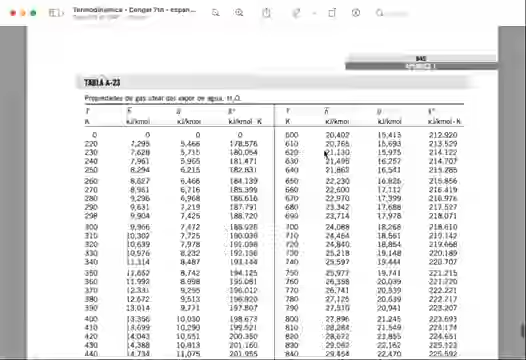 Termodinamica - Cengel 7th - espan...
TABLA A-23
Propiedades de gas ideal del vapor de agua, H₂O.
T h u s° T h u s°
K kJ/kmol kJ/kmol kJ/kmol · K K kJ/kmol kJ/kmol kJ/kmol · K
0 0 0 0 600 20,402 15,413 212.920
220 7,295 5,466 178.576 610 20,765 15,693 213.529
230 7,628 5,715 180.054 620 21,130 15,975 214.122
240 7,961 5,965 181.471 630 21,495 16,257 214.707
250 8,294 6,215 182.831 640 21,862 16,541 215.285
260 8,627 6,466 184.139 650 22,230 16,826 215.856
270 8,961 6,716 185.399 660 22,600 17,112 216.419
280 9,296 6,968 186.616 670 22,970 17,399 216.976
290 9,631 7,219 187.791 680 23,342 17,688 217.527
298 9,904 7,425 188.720 690 23,714 17,978 218.071
300 9,966 7,472 188.928 700 24,088 18,268 218.610
310 10,302 7,725 190.030 710 24,464 18,561 219.142
320 10,639 7,978 191.098 720 24,840 18,854 219.668
330 10,976 8,232 192.136 730 25,218 19,148 220.189
340 11,314 8,487 193.144 740 25,597 19,444 220.707
350 11,652 8,742 194.125 750 25,977 19,741 221.215
360 11,992 8,998 195.081 760 26,358 20,039 221.720
370 12,331 9,255 196.012 770 26,741 20,339 222.221
380 12,672 9,513 196.920 780 27,125 20,639 222.717
390 13,014 9,771 197.807 790 27,510 20,941 223.207
400 13,356 10,030 198.673 800 27,896 21,245 223.693
410 13,699 10,290 199.521 810 28,284 21,549 224.174
420 14,043 10,551 200.350 820 28,672 21,855 224.651
430 14,388 10,813 201.160 830 29,062 22,162 225.123
440 14,734 11,075 201.955 840 29,454 22,470 225.592